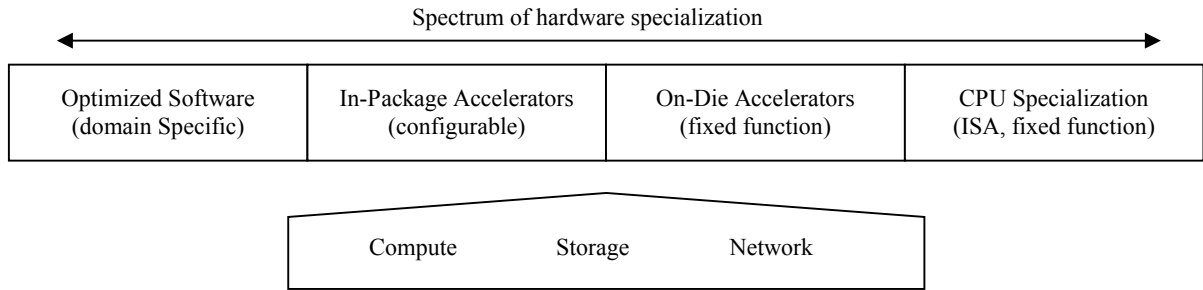 Spectrum of hardware specialization
Optimized Software
(domain Specific)
In-Package Accelerators
(configurable)
On-Die Accelerators
(fixed function)
CPU Specialization
(ISA, fixed function)
Compute Storage Network